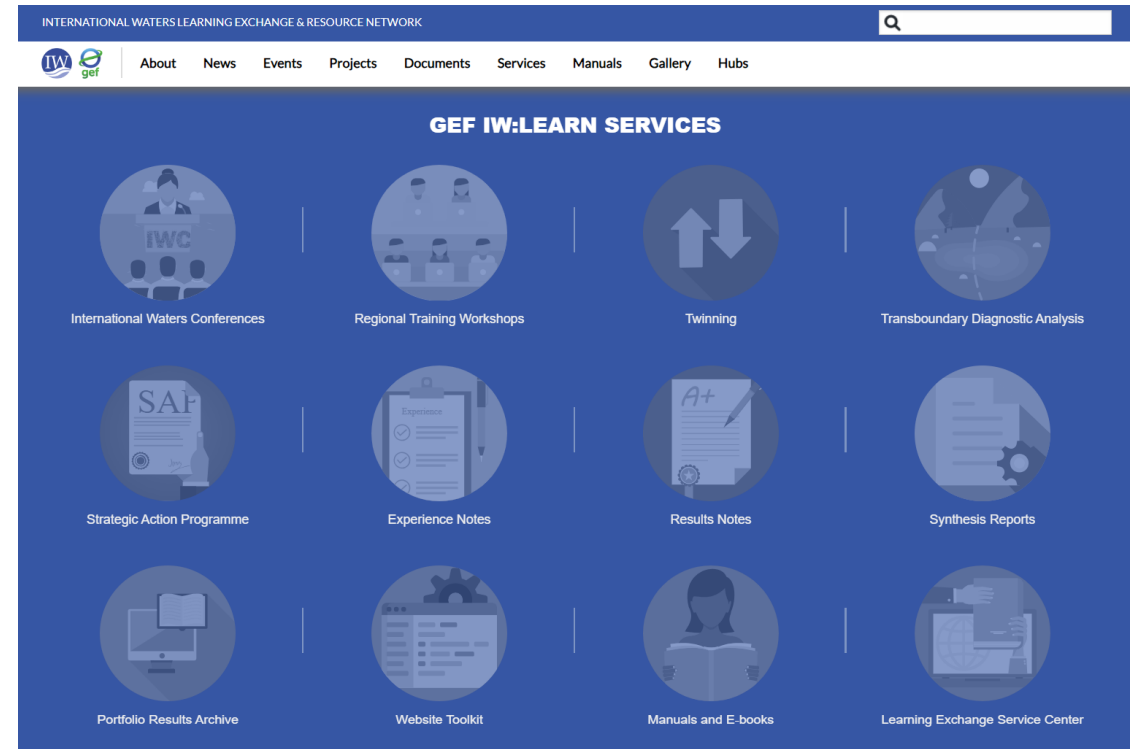 INTERNATIONAL WATERS LEARNING EXCHANGE & RESOURCE NETWORK
IW gef About News Events Projects Documents Services Manuals Gallery Hubs
GEF IW:LEARN SERVICES
IWC
International Waters Conferences Regional Training Workshops Twinning Transboundary Diagnostic Analysis
SAP Experience A+
Strategic Action Programme Experience Notes Results Notes Synthesis Reports
Portfolio Results Archive Website Toolkit Manuals and E-books Learning Exchange Service Center